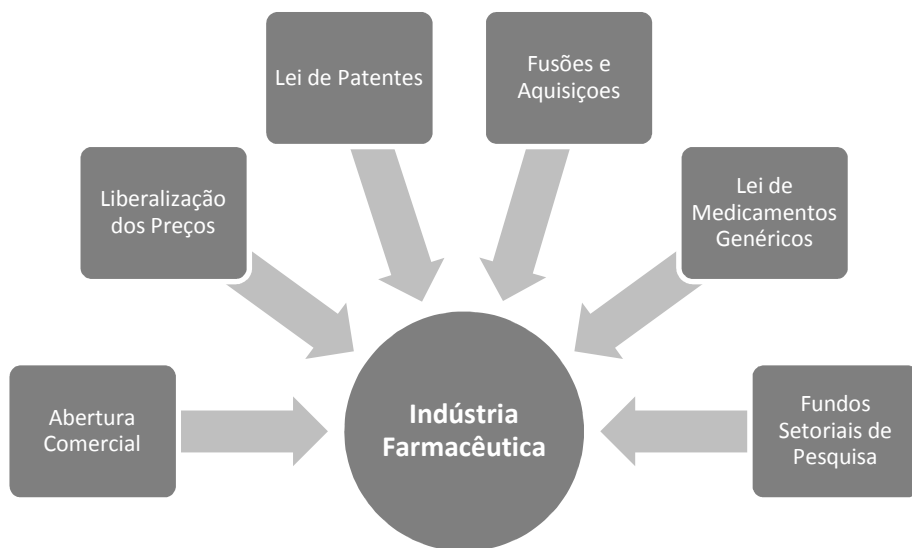 Lei de Patentes
Fusões e
Aquisiçoes
Liberalização
dos Preços
Lei de
Medicamentos
Genéricos
Abertura
Comercial
Indústria
Farmacêutica
Fundos
Setoriais de
Pesquisa